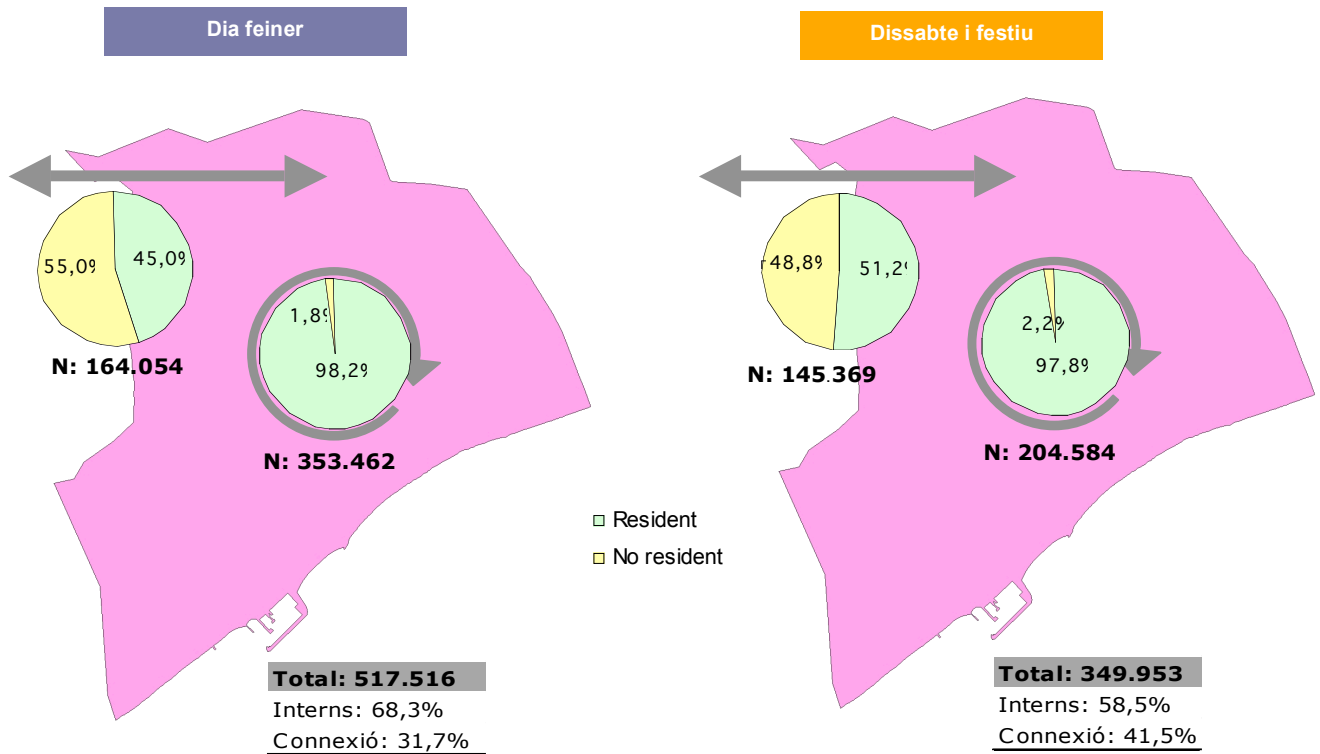 Dia feiner
Dissabte i festiu
55,0%
45,0%
N: 164.054
1,8%
98,2%
N: 353.462
48,8%
51,2%
N: 145.369
2,2%
97,8%
N: 204.584
Resident
No resident
Total: 517.516
Interns: 68,3%
Connexió: 31,7%
Total: 349.953
Interns: 58,5%
Connexió: 41,5%